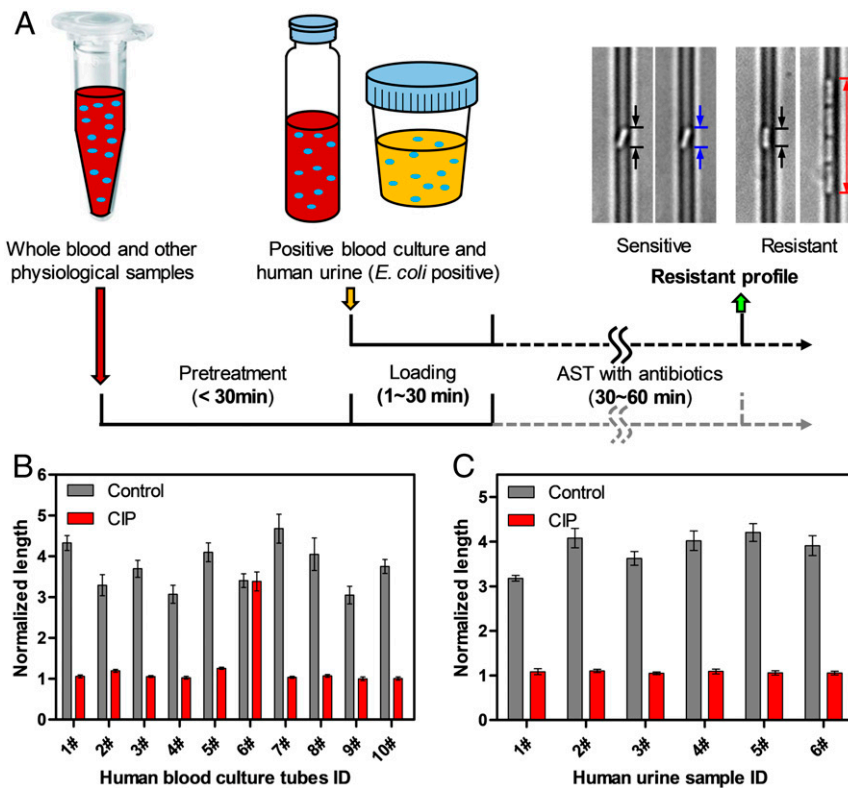 A
Whole blood and other
physiological samples
Positive blood culture and
human urine (E. coli positive)
Sensitive
Resistant
Resistant profile
Pretreatment
(< 30min)
Loading
(1~30 min)
AST with antibiotics
(30~60 min)
B
Normalized length
6
5
4
3
2
1
0
Control
CIP
1#
2#
3#
4#
5#
6#
7#
8#
9#
10#
Human blood culture tubes ID
C
Normalized length
5
4
3
2
1
0
Control
CIP
1#
2#
3#
4#
5#
6#
Human urine sample ID